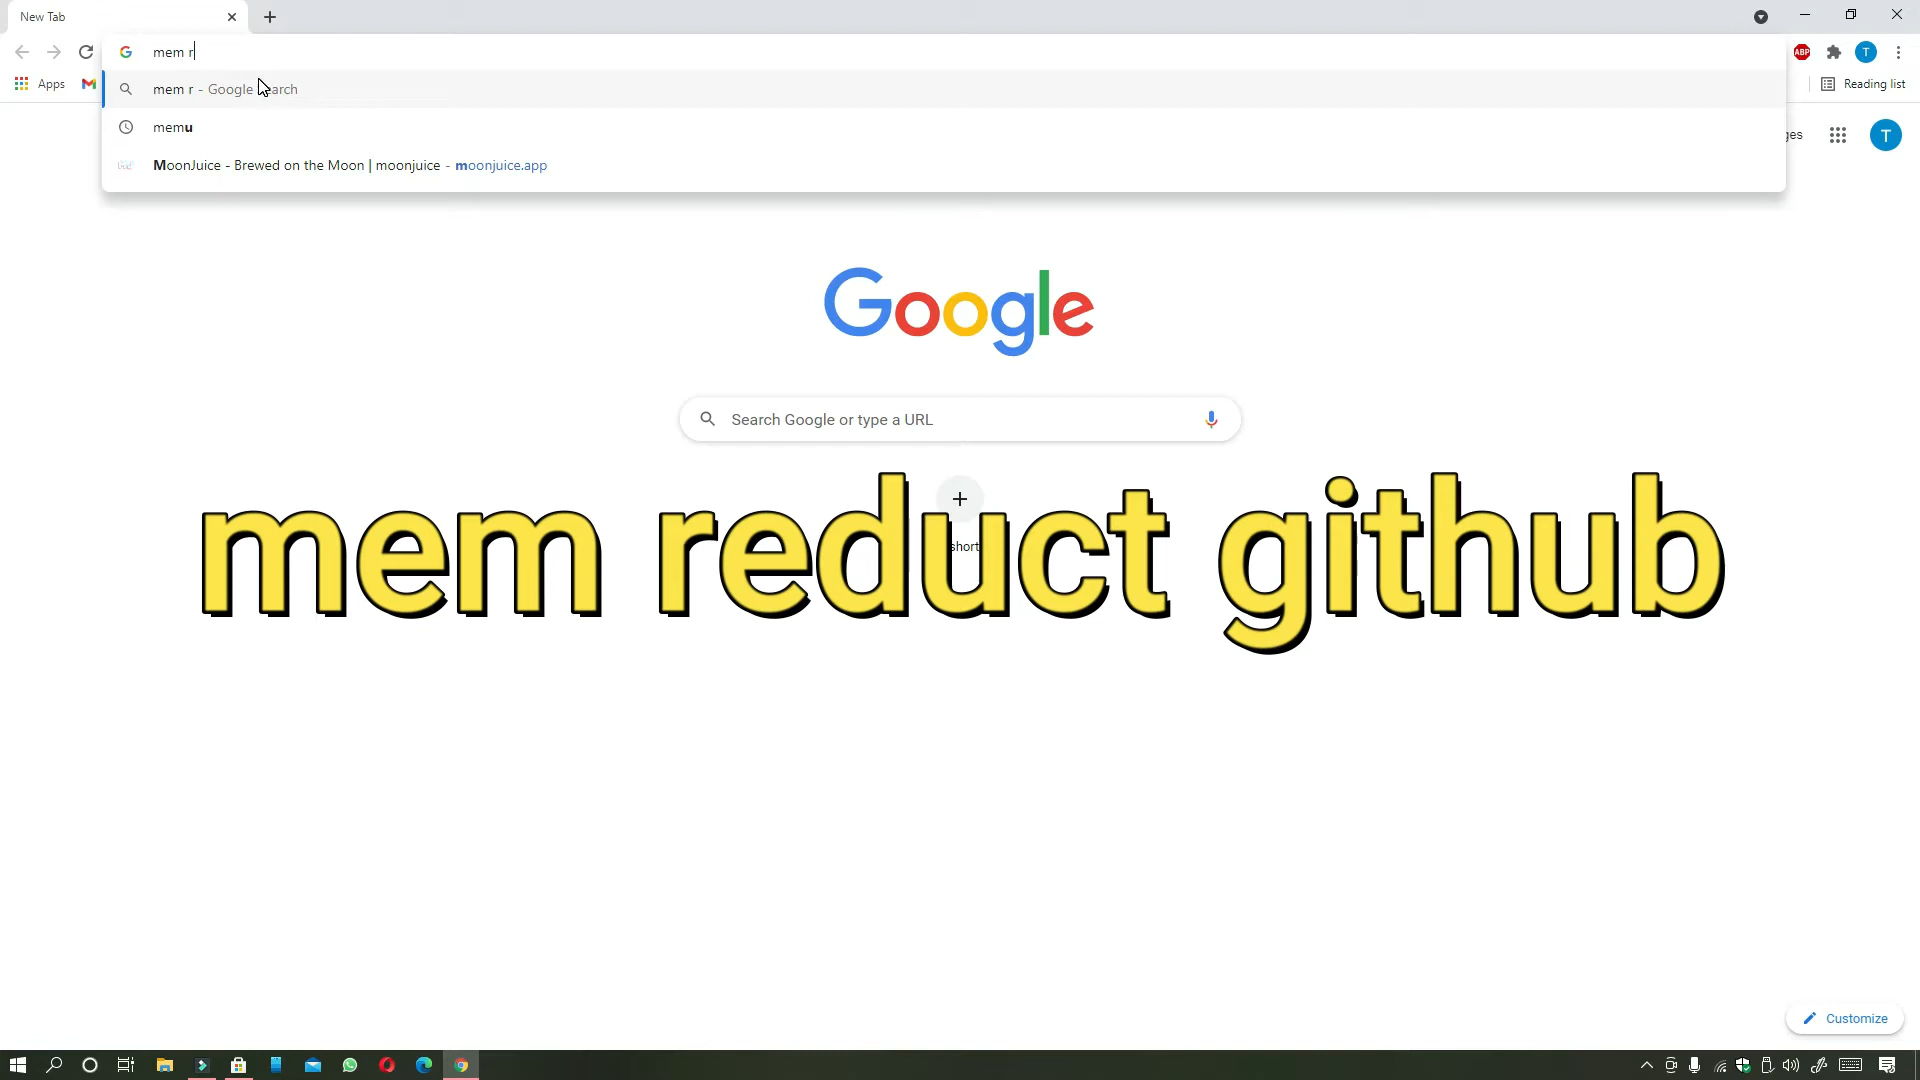 New Tab
mem r
mem r - Google Search
memu
MoonJuice - Brewed on the Moon | moonjuice - moonjuice.app
Apps
Reading list
ABP
T
T
Google
Search Google or type a URL
mem reduct github
Customize